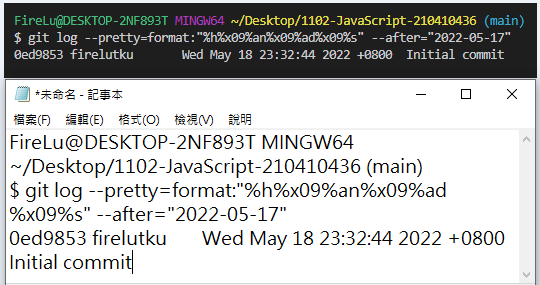 FireLu@DESKTOP-2NF893T MINGW64 ~/Desktop/1102-JavaScript-210410436 (main)
$ git log --pretty=format:"%h%x09%an%x09%ad%x09%s" --after="2022-05-17"
0ed9853 firelutku       Wed May 18 23:32:44 2022 +0800  Initial commit
*未命名 - 記事本
檔案(F) 編輯(E) 格式(O) 檢視(V) 說明
FireLu@DESKTOP-2NF893T MINGW64
~/Desktop/1102-JavaScript-210410436 (main)
$ git log --pretty=format:"%h%x09%an%x09%ad
%x09%s" --after="2022-05-17"
0ed9853 firelutku       Wed May 18 23:32:44 2022 +0800
Initial commit